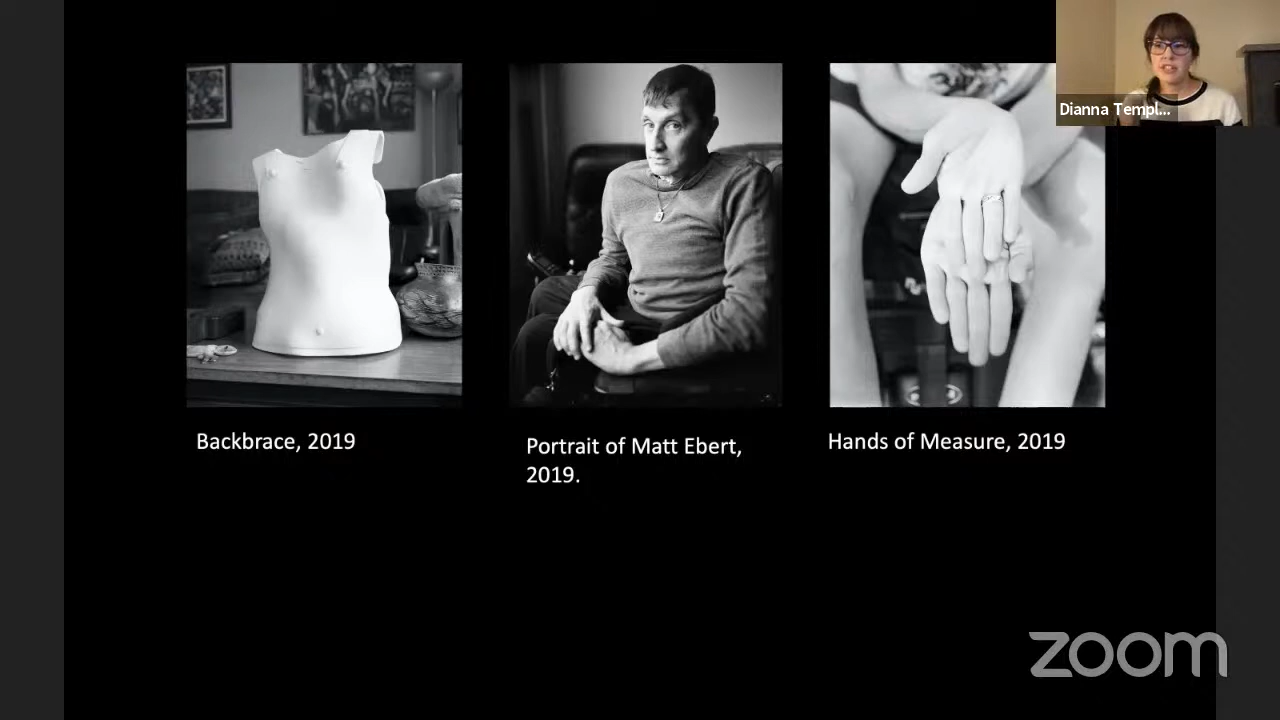 Dianna Templ...
Backbrace, 2019
Portrait of Matt Ebert,
2019.
Hands of Measure, 2019
zoom